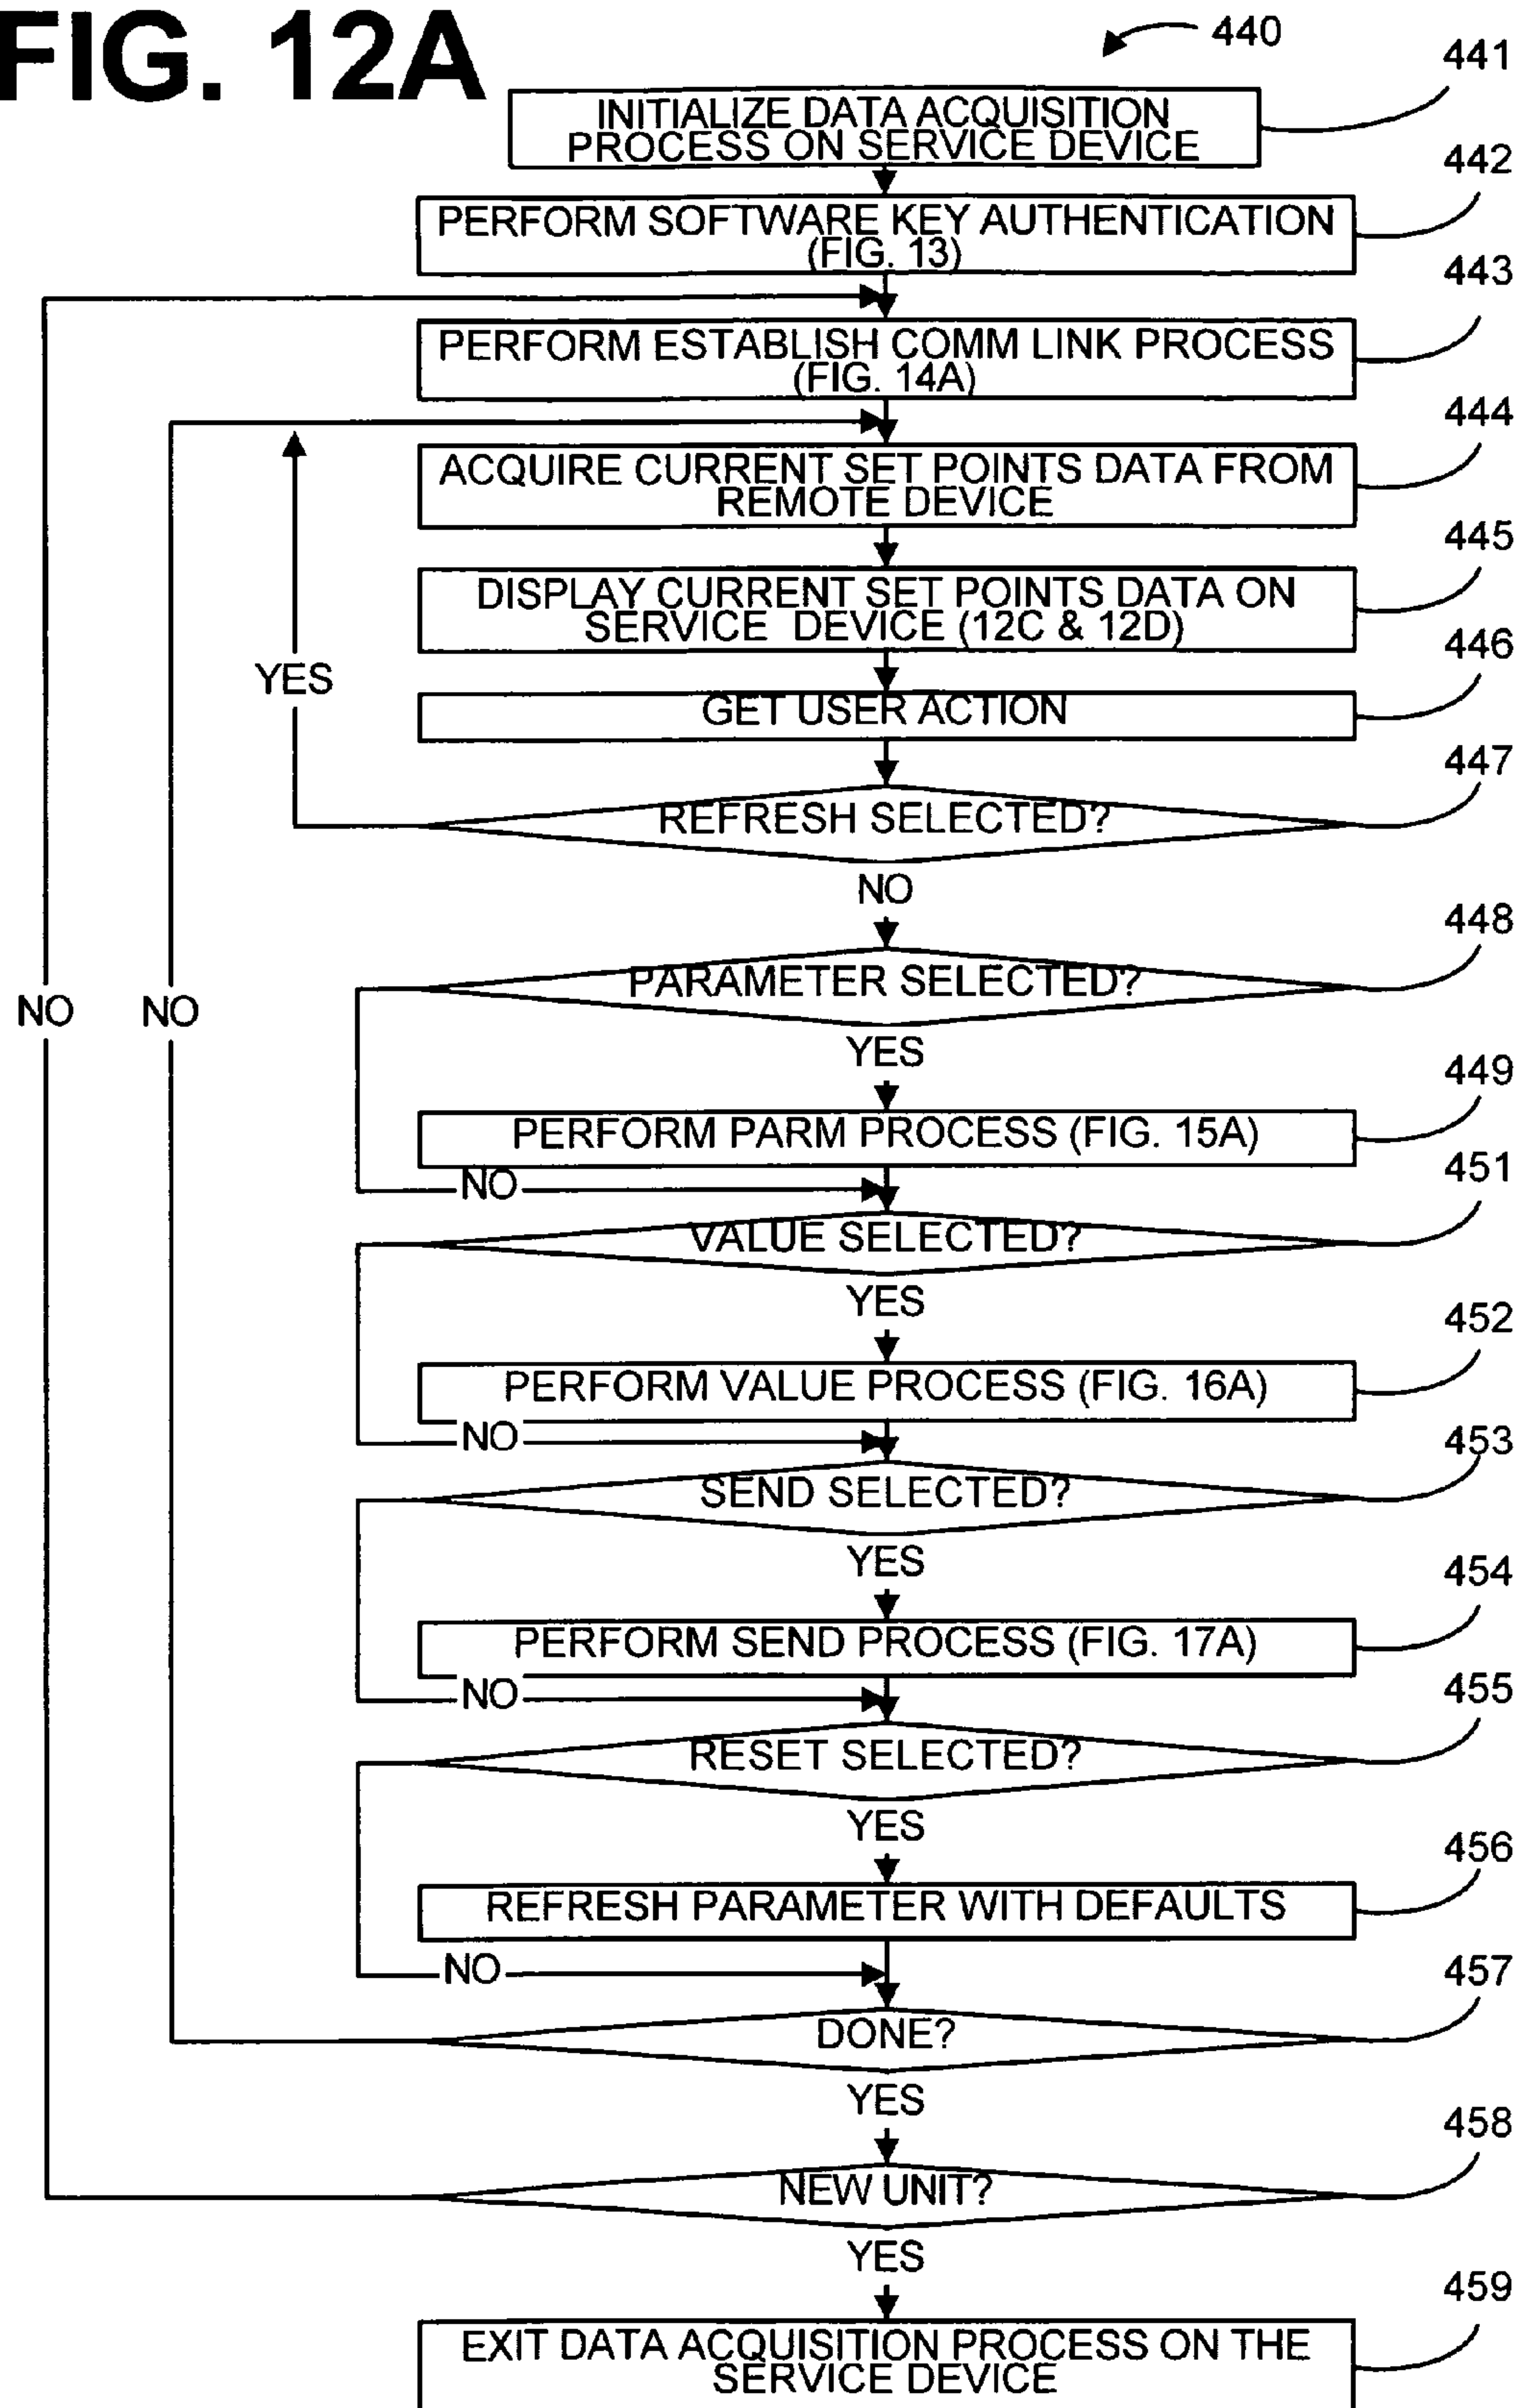 FIG. 12A
440
441
INITIALIZE DATA ACQUISITION
PROCESS ON SERVICE DEVICE
442
PERFORM SOFTWARE KEY AUTHENTICATION
(FIG. 13)
443
PERFORM ESTABLISH COMM LINK PROCESS
(FIG. 14A)
444
ACQUIRE CURRENT SET POINTS DATA FROM
REMOTE DEVICE
445
DISPLAY CURRENT SET POINTS DATA ON
SERVICE DEVICE (12C & 12D)
446
YES
GET USER ACTION
447
REFRESH SELECTED?
NO
448
PARAMETER SELECTED?
NO
NO
YES
449
PERFORM PARM PROCESS (FIG. 15A)
451
NO
VALUE SELECTED?
YES
452
PERFORM VALUE PROCESS (FIG. 16A)
NO
453
SEND SELECTED?
YES
454
PERFORM SEND PROCESS (FIG. 17A)
NO
455
RESET SELECTED?
YES
456
REFRESH PARAMETER WITH DEFAULTS
NO
457
DONE?
YES
458
NEW UNIT?
YES
459
EXIT DATA ACQUISITION PROCESS ON THE
SERVICE DEVICE